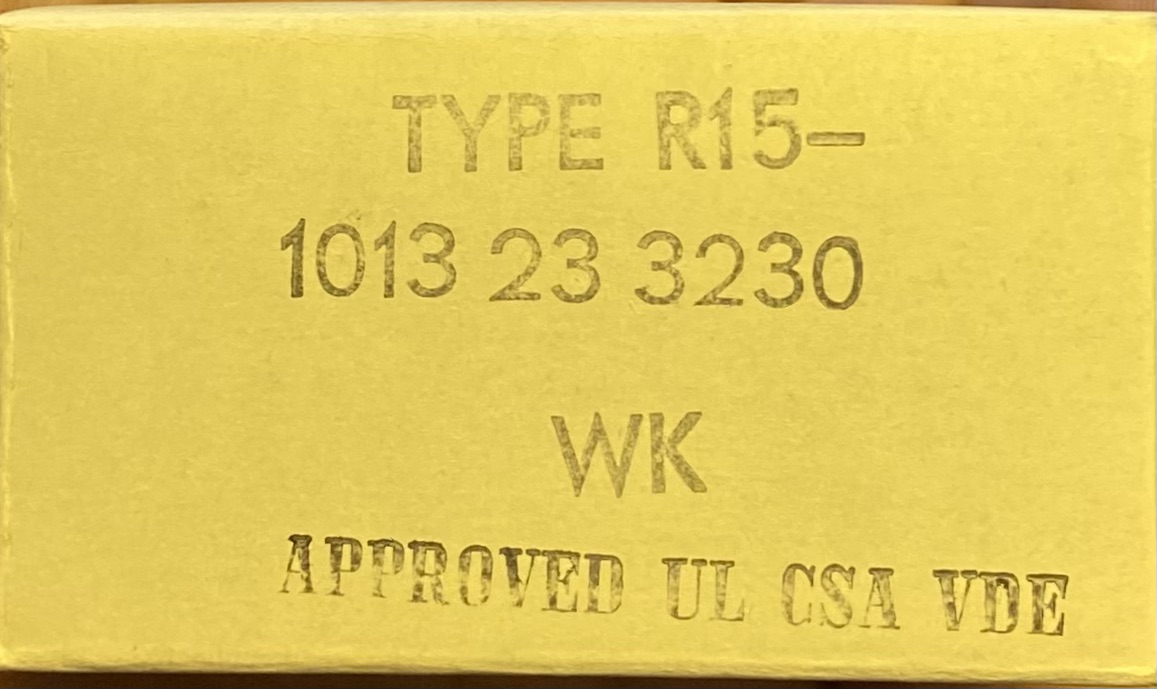 TYPE R15-
1013 23 3230
WK
APPROVED UL CSA VDE